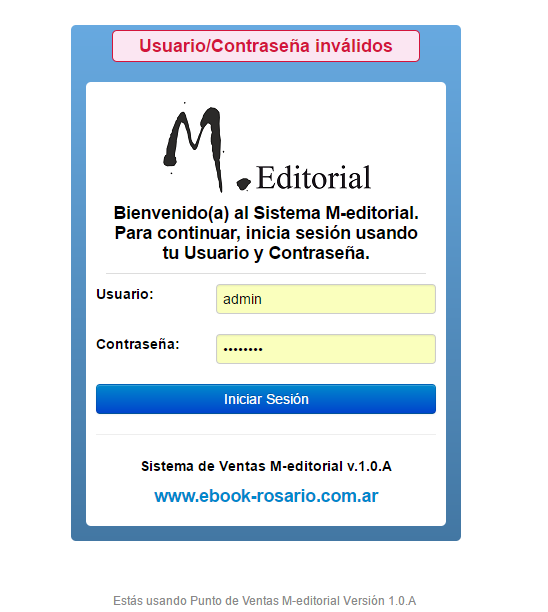 Usuario/Contraseña inválidos
M. Editorial
Bienvenido(a) al Sistema M-editorial.
Para continuar, inicia sesión usando
tu Usuario y Contraseña.
Usuario:
admin
Contraseña:
••••••••
Iniciar Sesión
Sistema de Ventas M-editorial v.1.0.A
www.ebook-rosario.com.ar
Estás usando Punto de Ventas M-editorial Versión 1.0.A